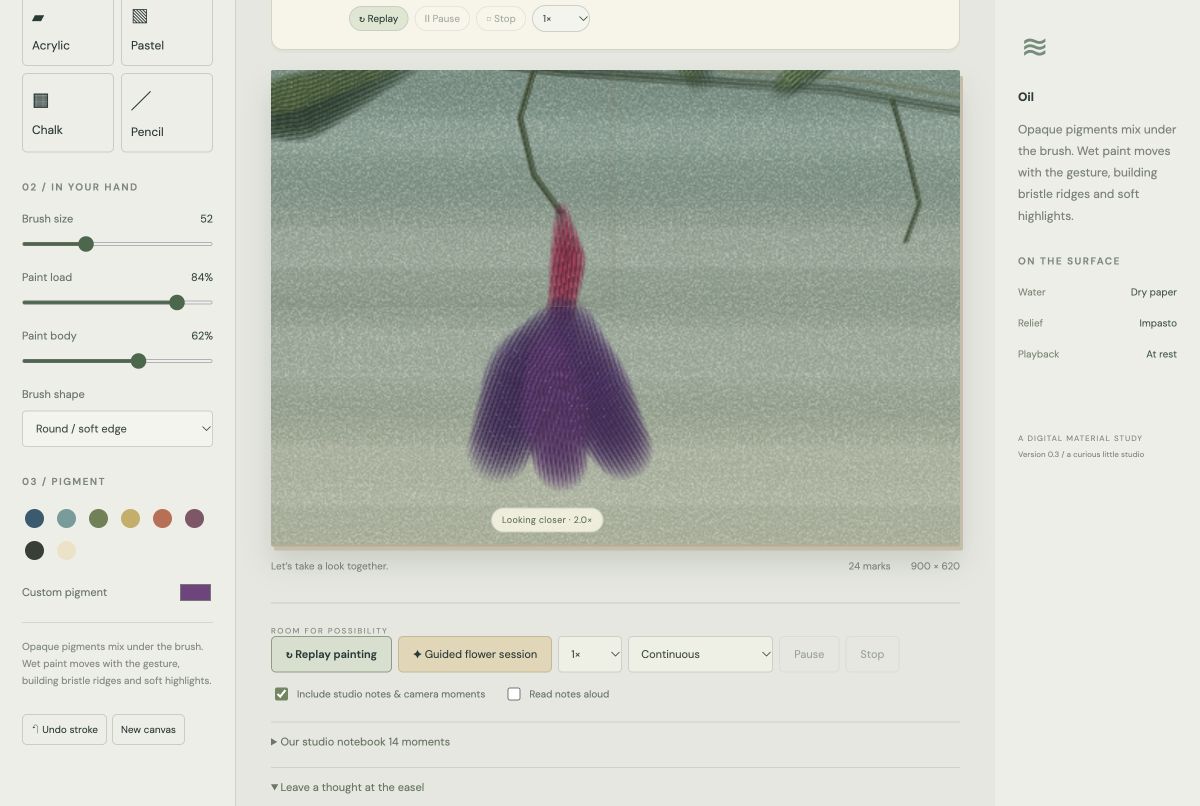 Acrylic
Pastel
Chalk
Pencil
02 / IN YOUR HAND
Brush size 52
Paint load 84%
Paint body 62%
Brush shape
Round / soft edge
03 / PIGMENT
Custom pigment
Opaque pigments mix under the brush.
Wet paint moves with the gesture,
building bristle ridges and soft highlights.
Undo stroke
New canvas
↻ Replay
II Pause
▫ Stop
1×
Looking closer · 2.0×
Let's take a look together.
24 marks 900 × 620
ROOM FOR POSSIBILITY
↻ Replay painting
✦ Guided flower session
1×
Continuous
Pause
Stop
Include studio notes & camera moments
Read notes aloud
▶ Our studio notebook 14 moments
▼ Leave a thought at the easel
Oil
Opaque pigments mix under
the brush. Wet paint moves
with the gesture, building
bristle ridges and soft
highlights.
ON THE SURFACE
Water Dry paper
Relief Impasto
Playback At rest
A DIGITAL MATERIAL STUDY
Version 0.3 / a curious little studio